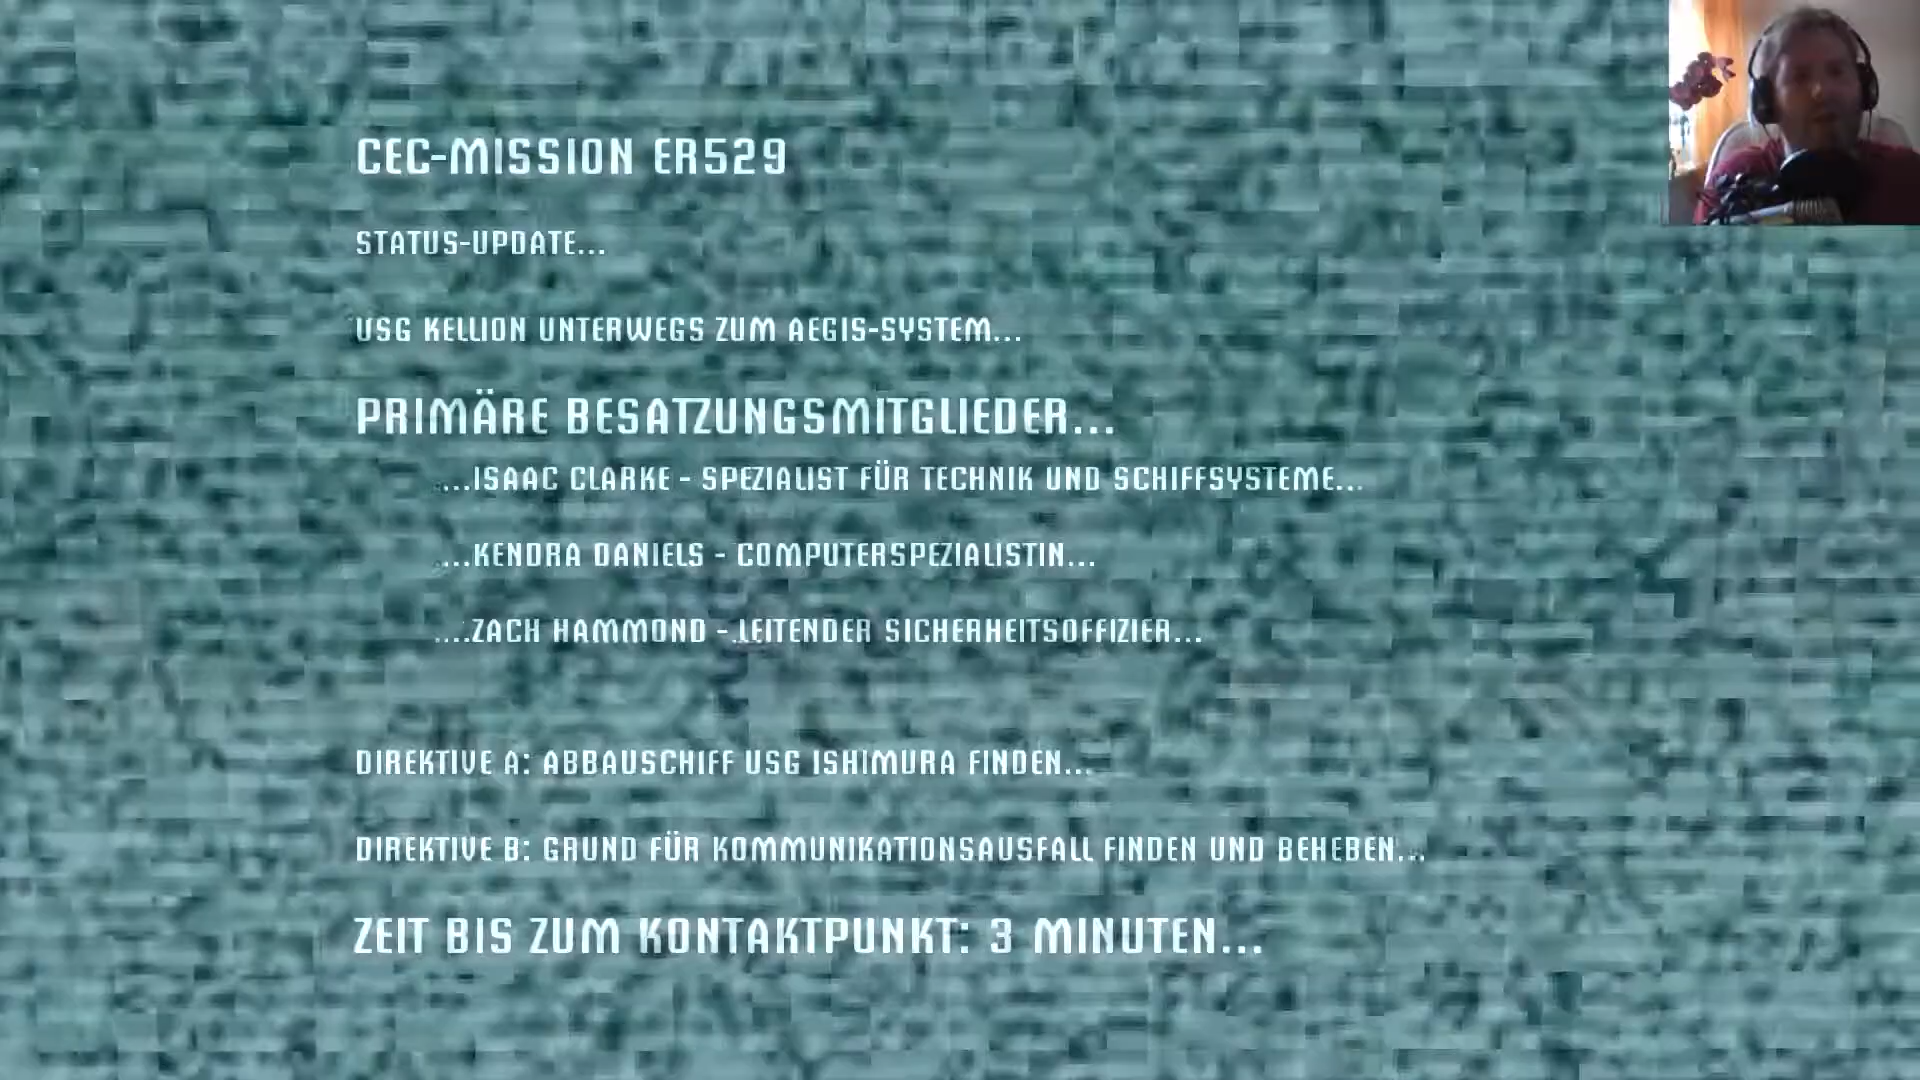 CEC-MISSION ER529
STATUS-UPDATE...
USG KELLION UNTERWEGS ZUM AEGIS-SYSTEM...
PRIMÄRE BESATZUNGSMITGLIEDER...
...ISAAC CLARKE - SPEZIALIST FÜR TECHNIK UND SCHIFFSYSTEME...
...KENDRA DANIELS - COMPUTERSPEZIALISTIN...
....ZACH HAMMOND - LEITENDER SICHERHEITSOFFIZIER...
DIREKTIVE A: ABBAUSCHIFF USG ISHIMURA FINDEN...
DIREKTIVE B: GRUND FÜR KOMMUNIKATIONSAUSFALL FINDEN UND BEHEBEN...
ZEIT BIS ZUM KONTAKTPUNKT: 3 MINUTEN...